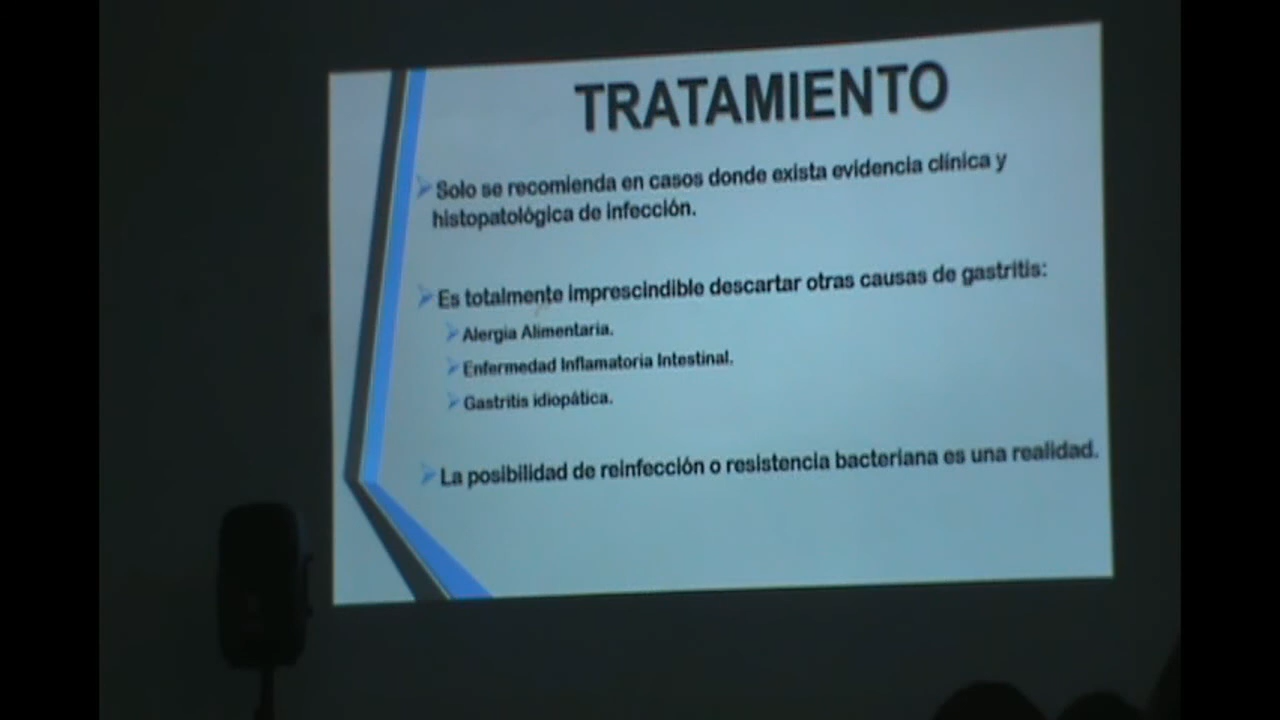 TRATAMIENTO
Solo se recomienda en casos donde exista evidencia clínica y
histopatológica de infección.
Es totalmente imprescindible descartar otras causas de gastritis:
Alergia Alimentaria.
Enfermedad Inflamatoria Intestinal.
Gastritis idiopática.
La posibilidad de reinfección o resistencia bacteriana es una realidad.